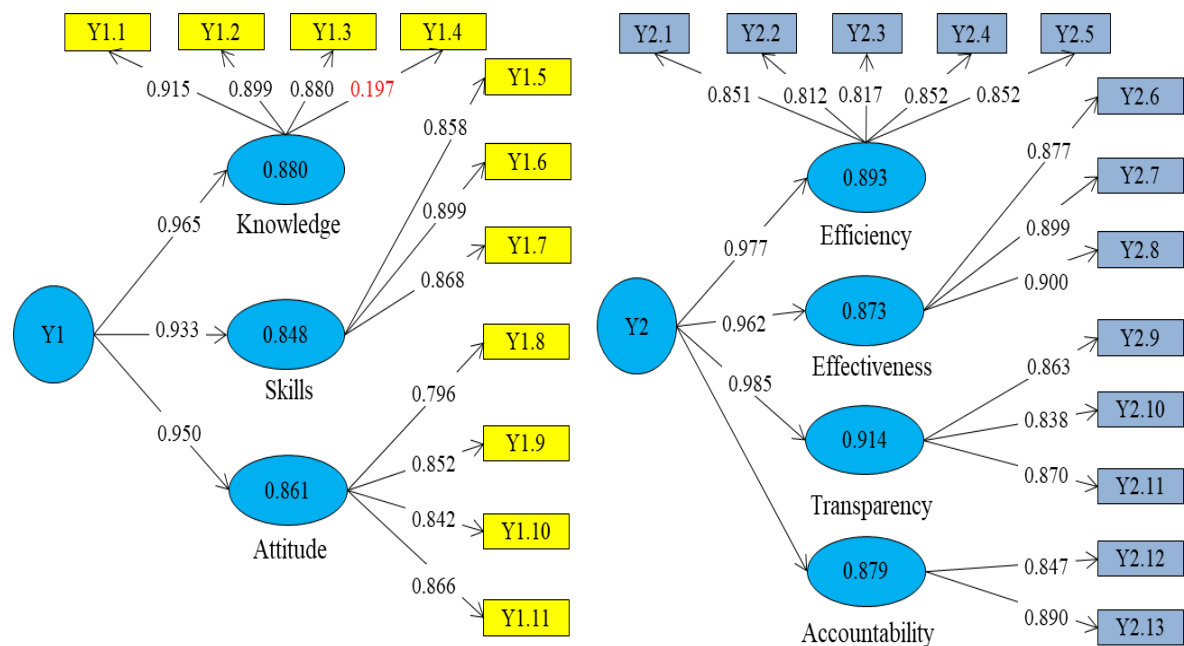 Y1.1 Y1.2 Y1.3 Y1.4
0.915 0.899 0.880 0.197
Y1.5
0.858
0.880
Knowledge
Y1.6
0.899
0.965
Y1.7
0.868
Y1
0.933
0.848
Skills
Y1.8
0.796
0.950
Y1.9
0.852
0.861
Attitude
0.842
Y1.10
0.866
Y1.11
Y2.1 Y2.2 Y2.3 Y2.4 Y2.5
0.851 0.812 0.817 0.852 0.852
Y2.6
0.877
0.893
Efficiency
Y2.7
0.899
0.977
Y2.8
0.900
Y2
0.962
0.873
Effectiveness
Y2.9
0.863
0.985
Y2.10
0.838
0.914
Transparency
0.870
Y2.11
0.879
Accountability
Y2.12
0.847
0.890
Y2.13